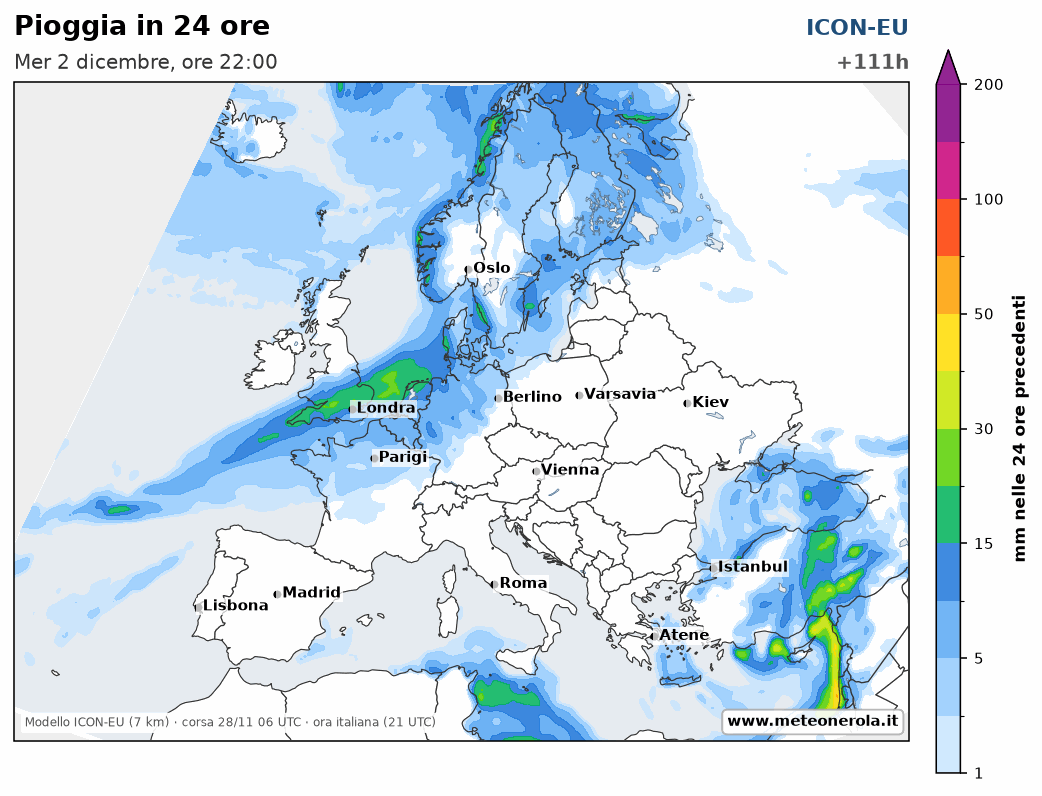 Pioggia in 24 ore
ICON-EU
Mer 2 dicembre, ore 22:00
+111h
200
100
50
30
15
5
1
mm nelle 24 ore precedenti
Oslo
Londra
Berlino
Varsavia
Kiev
Parigi
Vienna
Istanbul
Roma
Madrid
Lisbona
Atene
Modello ICON-EU (7 km) · corsa 28/11 06 UTC · ora italiana (21 UTC)
www.meteonerola.it